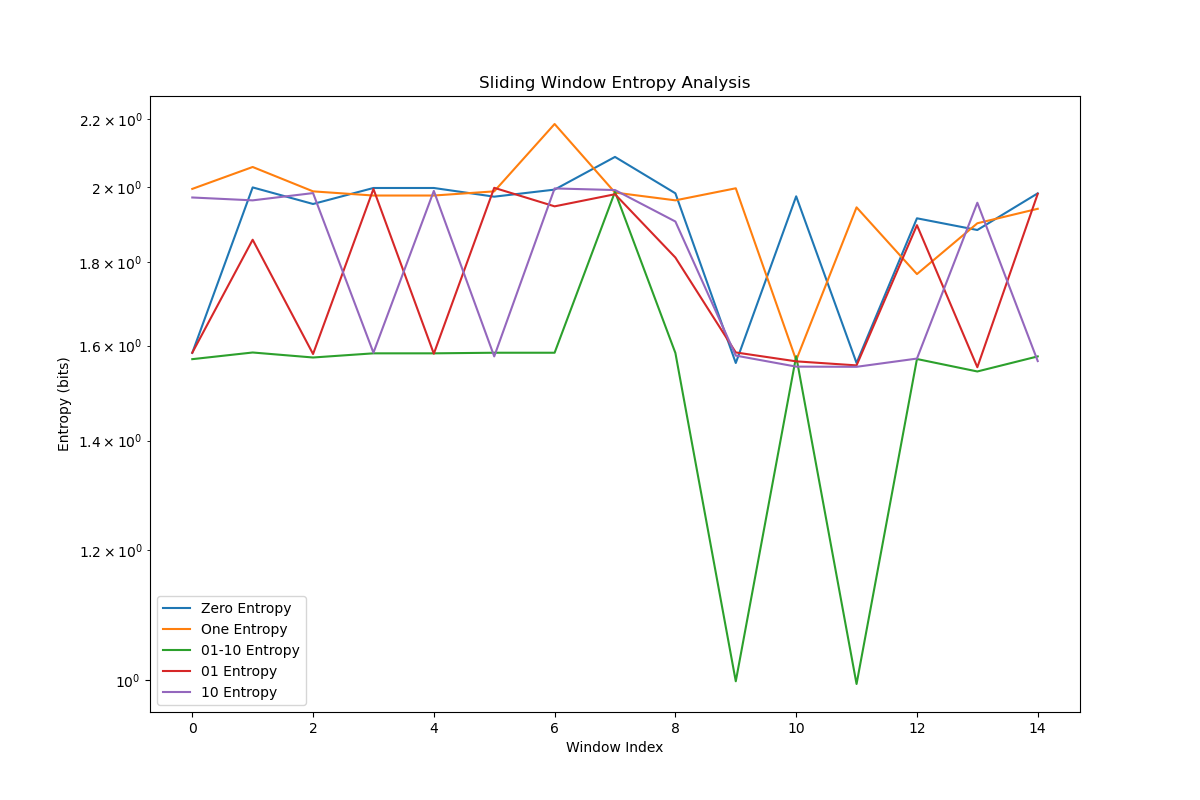 Sliding Window Entropy Analysis
2.2 × 10⁰
2 × 10⁰
1.8 × 10⁰
1.6 × 10⁰
1.4 × 10⁰
1.2 × 10⁰
10⁰
Entropy (bits)
Zero Entropy
One Entropy
01-10 Entropy
01 Entropy
10 Entropy
0 2 4 6 8 10 12 14
Window Index